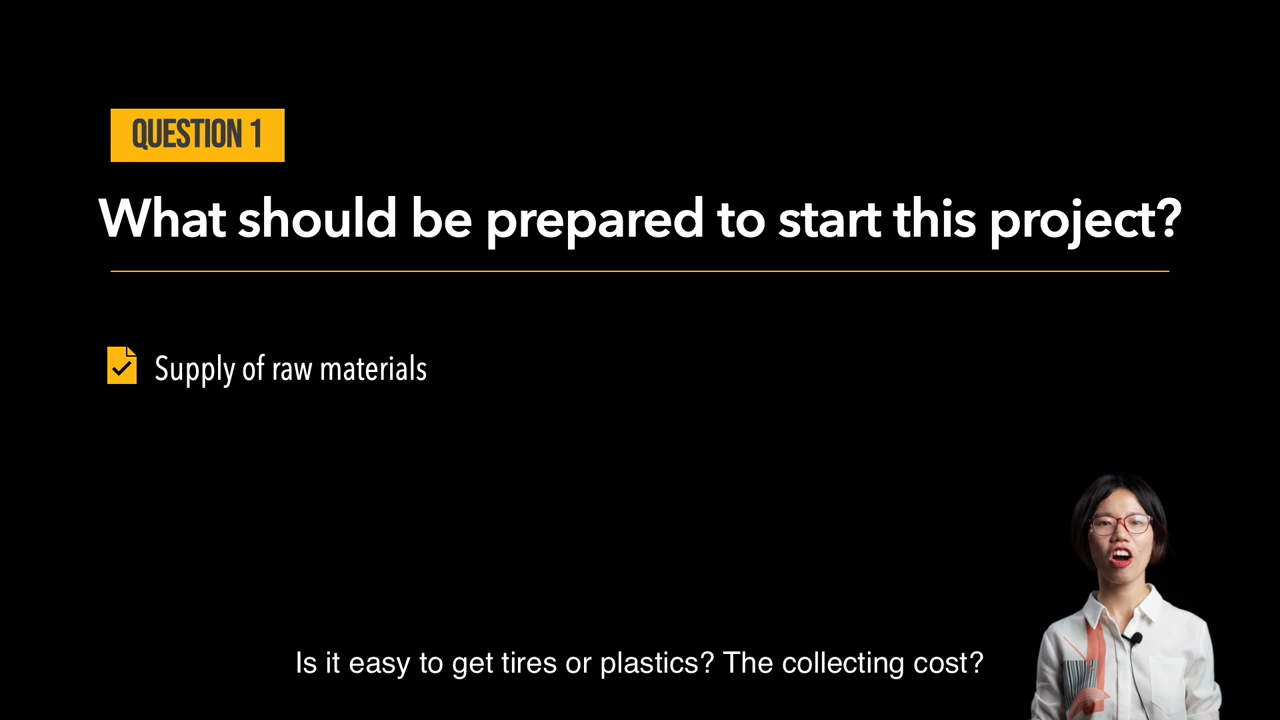 QUESTION 1
What should be prepared to start this project?
Supply of raw materials
Is it easy to get tires or plastics? The collecting cost?